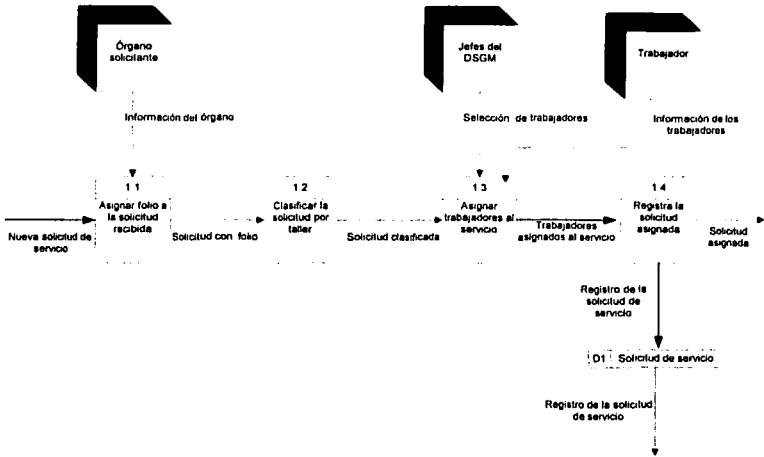 Órgano
solicitante
Jefes del
DSGM
Trabajador
Información del órgano
Selección de trabajadores
Información de los
trabajadores
1.1
Asignar folio a
la solicitud
recibida
1.2
Clasificar la
solicitud por
taller
1.3
Asignar
trabajadores al
servicio
1.4
Registra la
solicitud
asignada
Nueva solicitud de
servicio
Solicitud con folio
Solicitud clasificada
Trabajadores
asignados al servicio
Solicitud
asignada
Registro de la
solicitud de
servicio
D1 Solicitud de servicio
Registro de la solicitud
de servicio